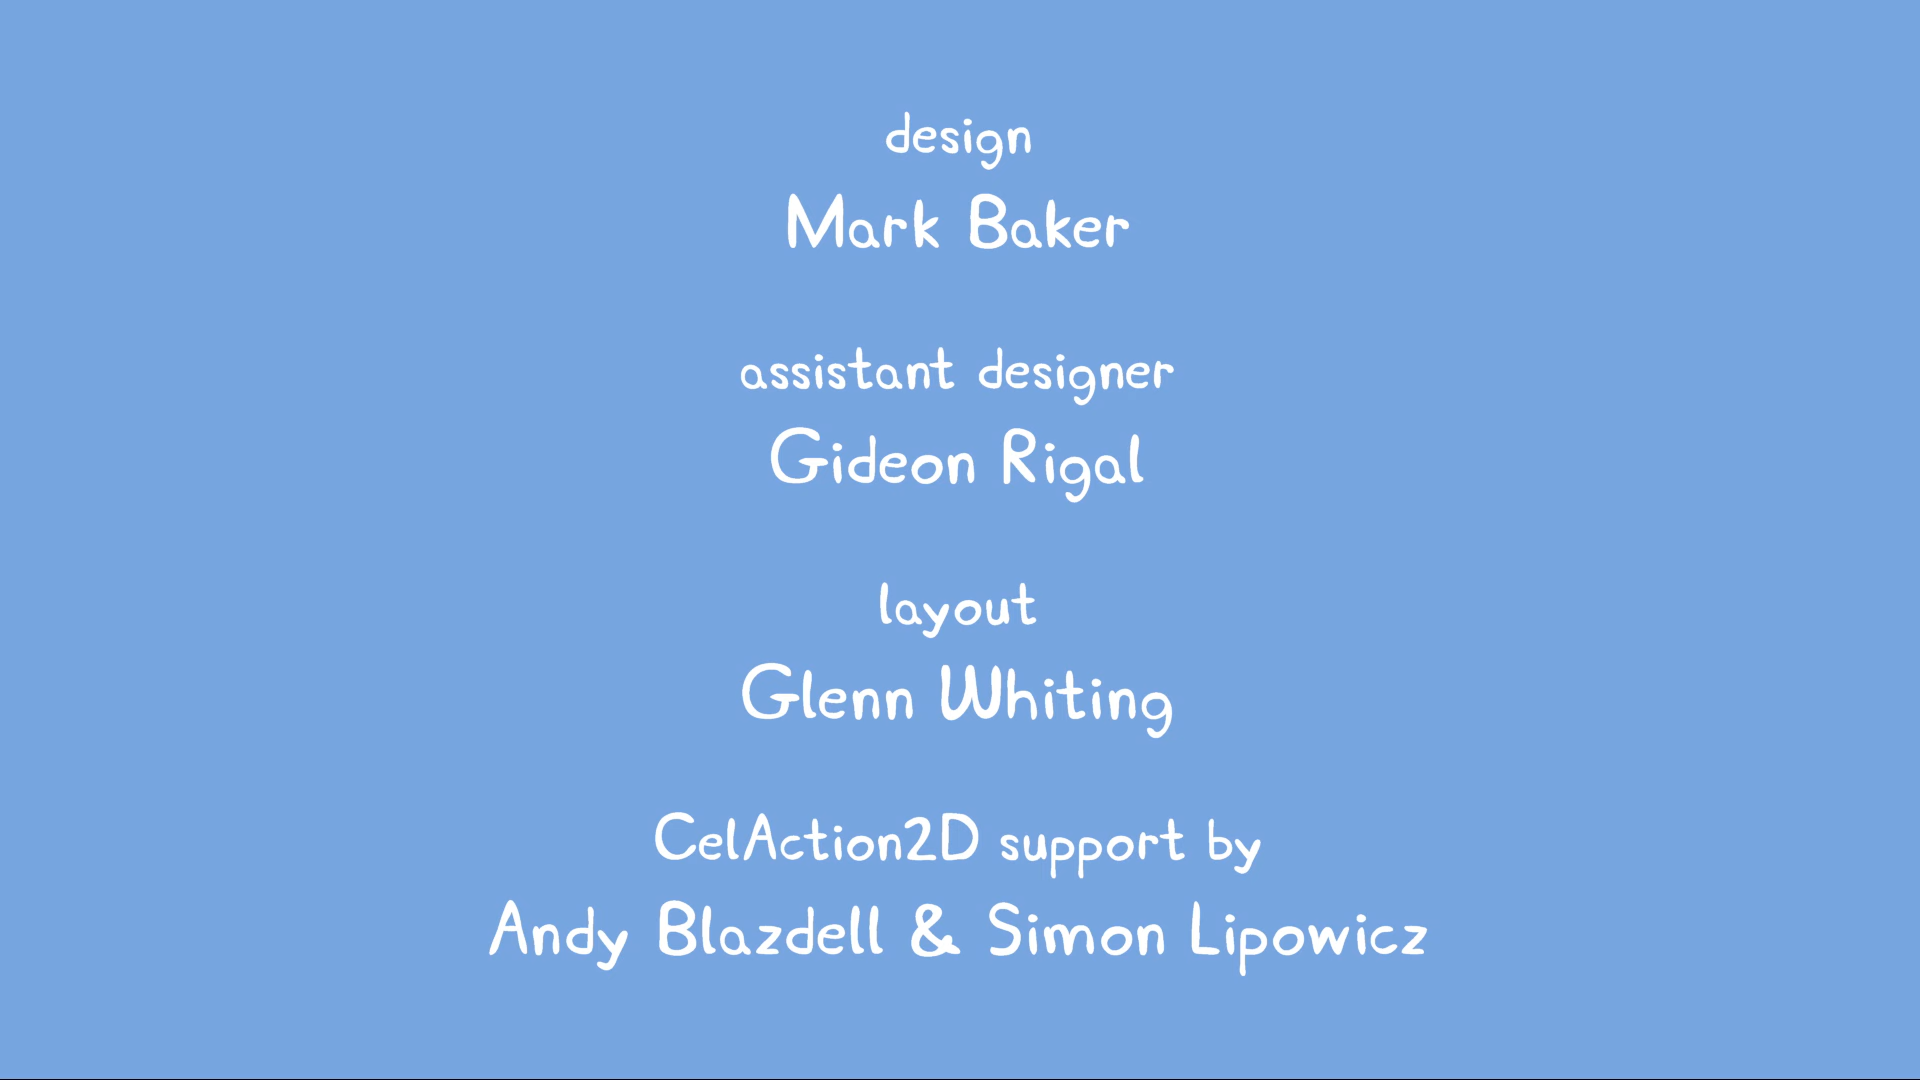 design
Mark Baker
assistant designer
Gideon Rigal
layout
Glenn Whiting
CelAction2D support by
Andy Blazdell & Simon Lipowicz